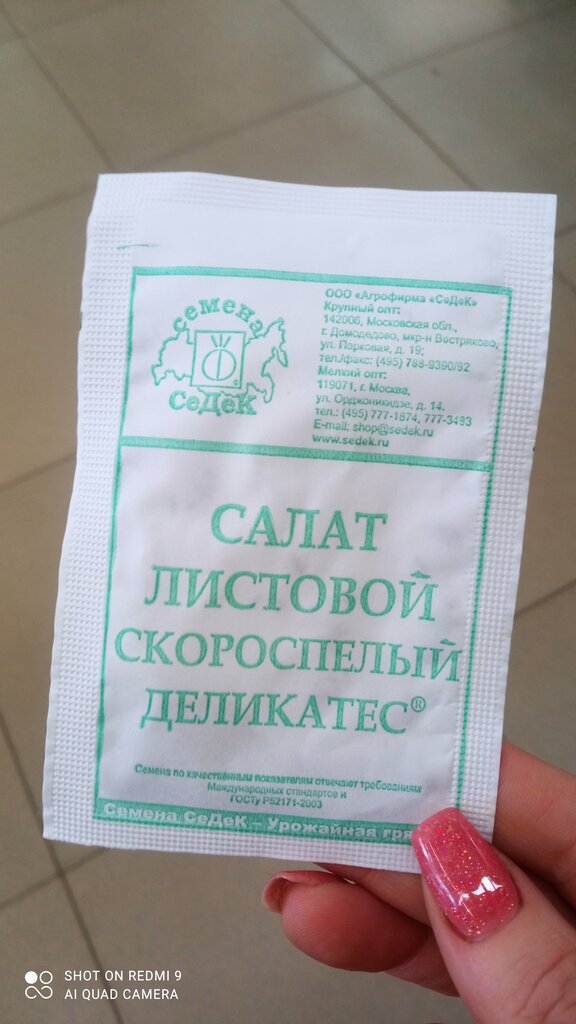 семена
СеДеК
ООО «Агрофирма «СеДеК»
Крупный опт:
142006, Московская обл.,
г. Домодедово, мкр-н Востряково,
ул. Парковая, д. 19;
тел./факс: (495) 788-9390/92
Мелкий опт:
119071, г. Москва,
ул. Орджоникидзе, д. 14.
тел.: (495) 777-1874, 777-3493
E-mail: shop@sedek.ru
www.sedek.ru
САЛАТ
ЛИСТОВОЙ
СКОРОСПЕЛЫЙ
ДЕЛИКАТЕС®
Семена по качественным показателям отвечают требованиям
Международных стандартов и
ГОСТу Р52171-2003
Семена СеДеК – Урожайная гря
SHOT ON REDMI 9
AI QUAD CAMERA